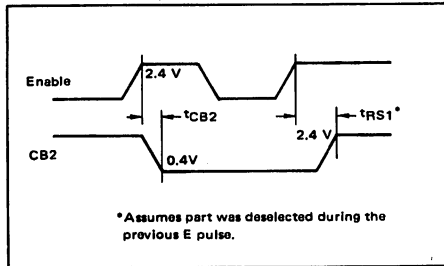 Enable
2.4 V
tCB2
tRS1*
2.4 V
CB2
0.4V
*Assumes part was deselected during the
previous E pulse.